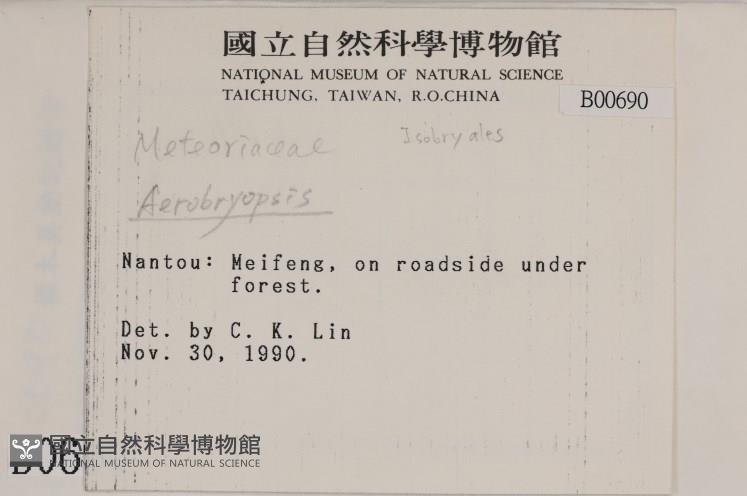 國立自然科學博物館
NATIONAL MUSEUM OF NATURAL SCIENCE
TAICHUNG, TAIWAN, R.O.CHINA
B00690
Isobryales
Meteoriaceae
Aerobryopsis
Nantou: Meifeng, on roadside under
forest.
Det. by C. K. Lin
Nov. 30, 1990.
國立自然科學博物館
NATIONAL MUSEUM OF NATURAL SCIENCE